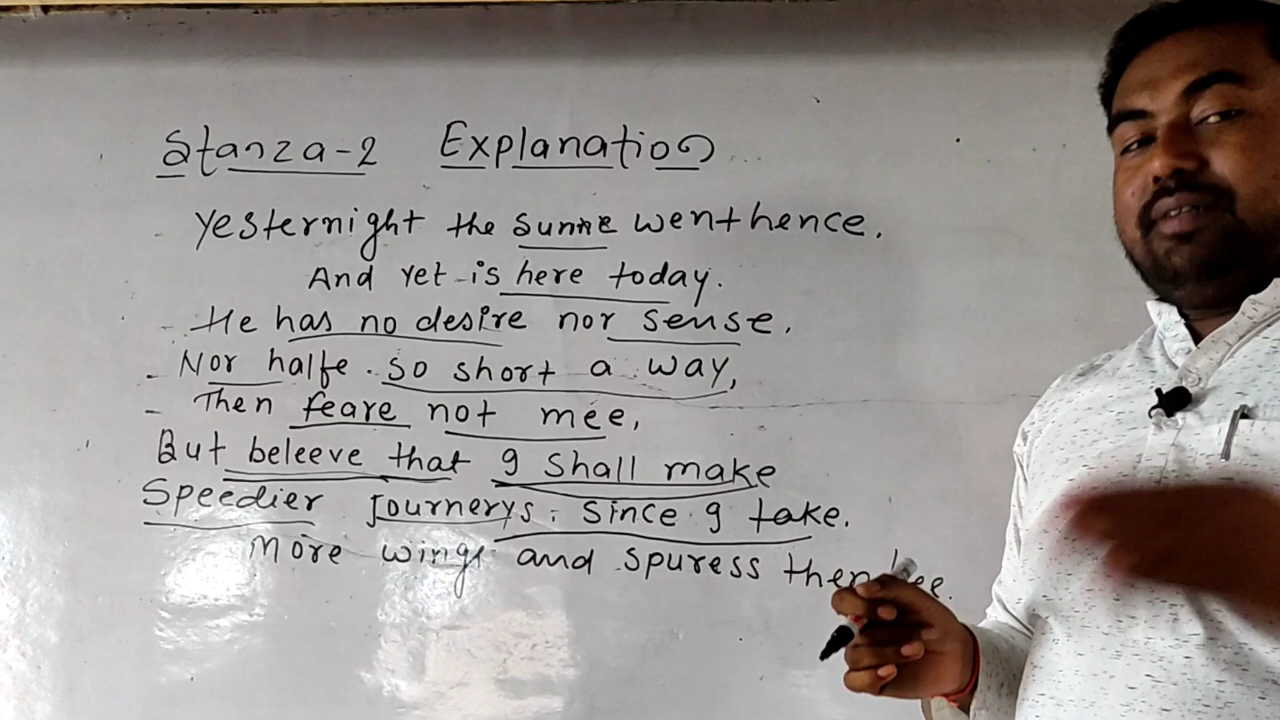 Stanza-2 Explanation
Yesternight the Sunne went hence.
And yet is here today.
He has no desire nor sense.
Nor halfe so short a way,
Then feare not mee,
But beleeve that I shall make
Speedier Journerys, Since I take.
More wings and spuress then